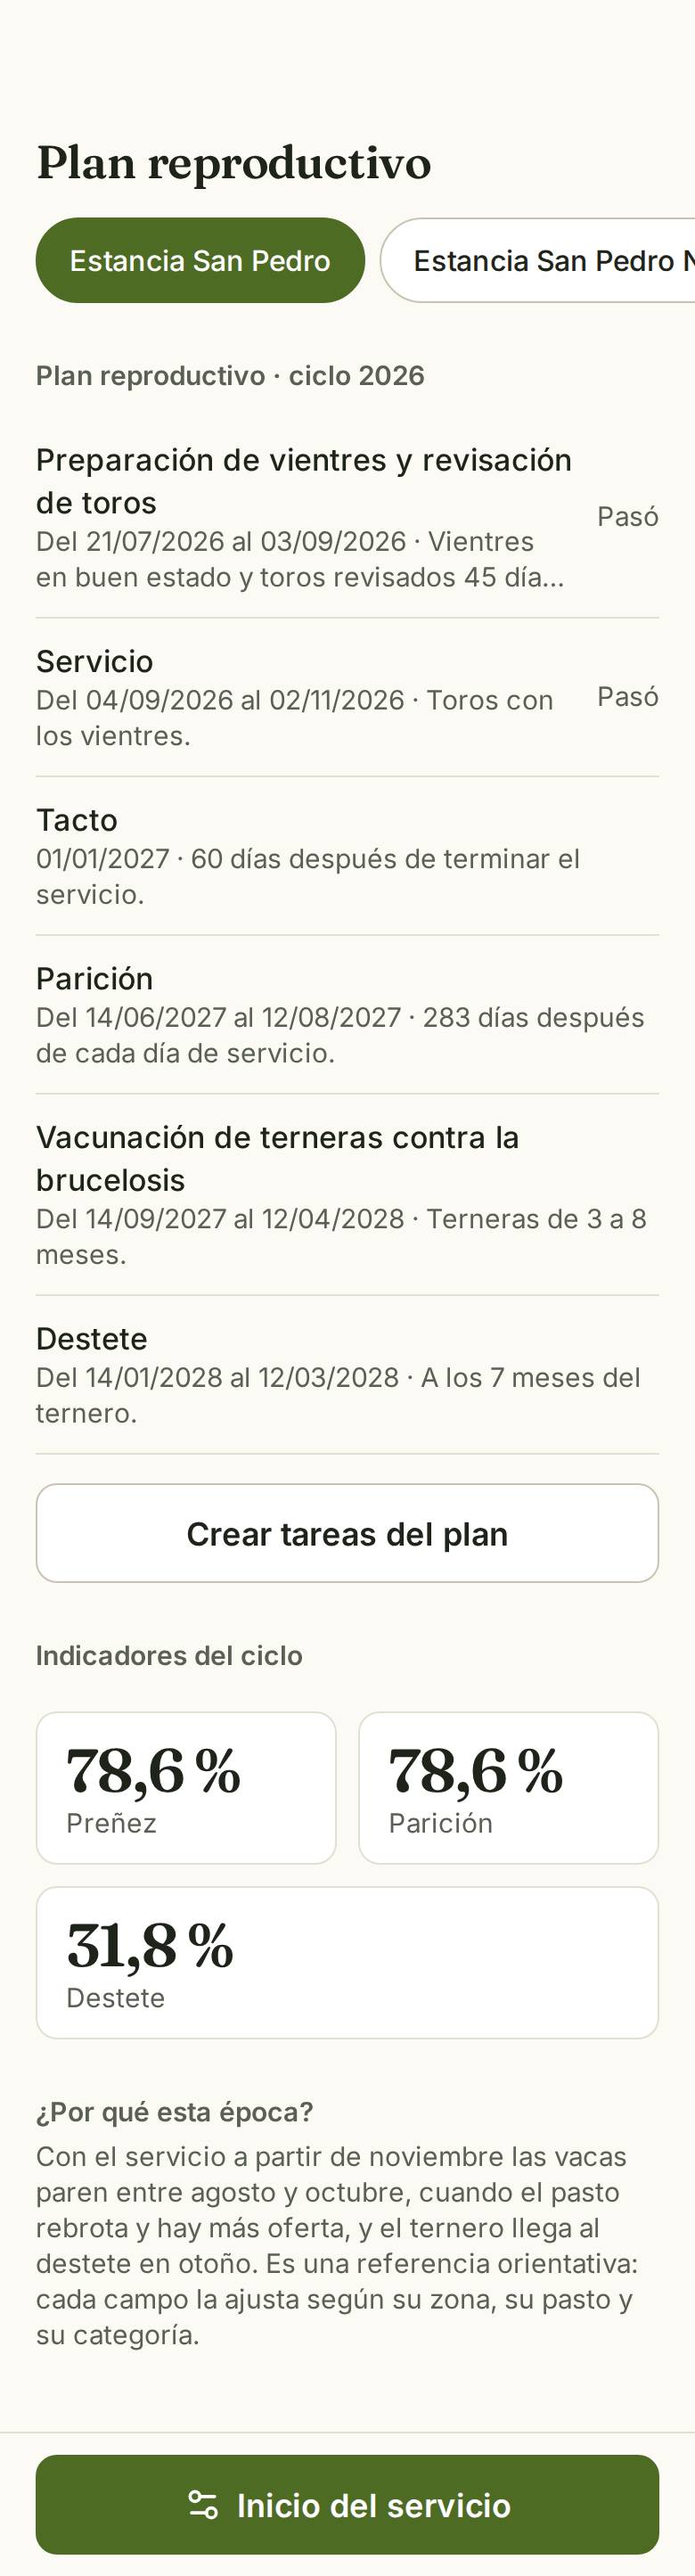 Plan reproductivo
Estancia San Pedro
Estancia San Pedro N
Plan reproductivo · ciclo 2026
Preparación de vientres y revisación
de toros
Del 21/07/2026 al 03/09/2026 · Vientres
en buen estado y toros revisados 45 día...
Pasó
Servicio
Del 04/09/2026 al 02/11/2026 · Toros con
los vientres.
Pasó
Tacto
01/01/2027 · 60 días después de terminar el
servicio.
Parición
Del 14/06/2027 al 12/08/2027 · 283 días después
de cada día de servicio.
Vacunación de terneras contra la
brucelosis
Del 14/09/2027 al 12/04/2028 · Terneras de 3 a 8
meses.
Destete
Del 14/01/2028 al 12/03/2028 · A los 7 meses del
ternero.
Crear tareas del plan
Indicadores del ciclo
78,6 %
Preñez
78,6 %
Parición
31,8 %
Destete
¿Por qué esta época?
Con el servicio a partir de noviembre las vacas
paren entre agosto y octubre, cuando el pasto
rebrota y hay más oferta, y el ternero llega al
destete en otoño. Es una referencia orientativa:
cada campo la ajusta según su zona, su pasto y
su categoría.
Inicio del servicio